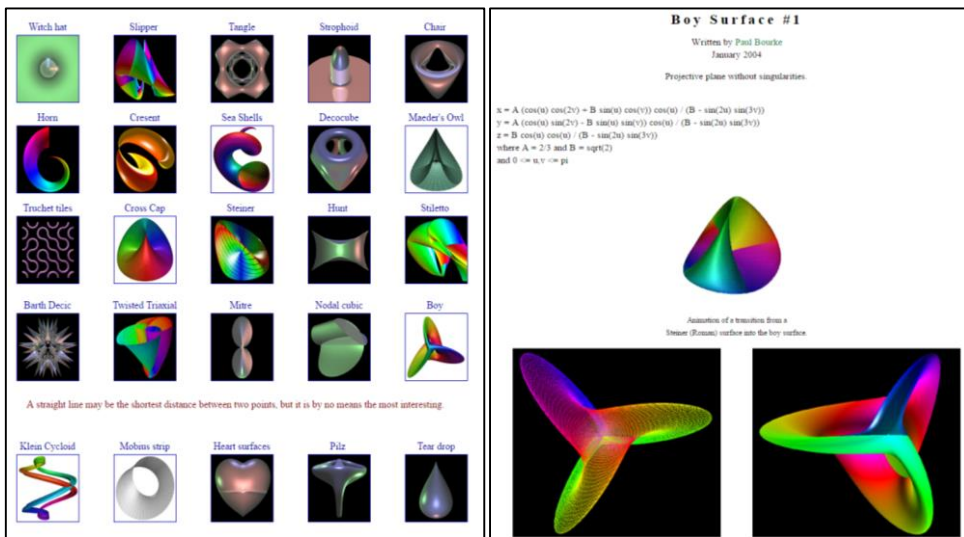 Witch hat Slipper Tangle Strophoid Chair
Horn Cresent Sea Shells Decocube Maeder's Owl
Truchet tiles Cross Cap Steiner Hunt Stiletto
Barth Decic Twisted Triaxial Mitre Nodal cubic Boy
A straight line may be the shortest distance between two points, but it is by no means the most interesting.
Klein Cycloid Mobius strip Heart surfaces Pilz Tear drop
Boy Surface #1
Written by Paul Bourke
January 2004
Projective plane without singularities.
x = A (cos(u) cos(2v) + B sin(u) cos(v)) cos(u) / (B - sin(2u) sin(3v))
y = A (cos(u) sin(2v) - B sin(u) sin(v)) cos(u) / (B - sin(2u) sin(3v))
z = B cos(u) cos(u) / (B - sin(2u) sin(3v))
where A = 2/3 and B = sqrt(2)
and 0 <= u,v <= pi
Animation of a transition from a
Steiner (Roman) surface into the boy surface.